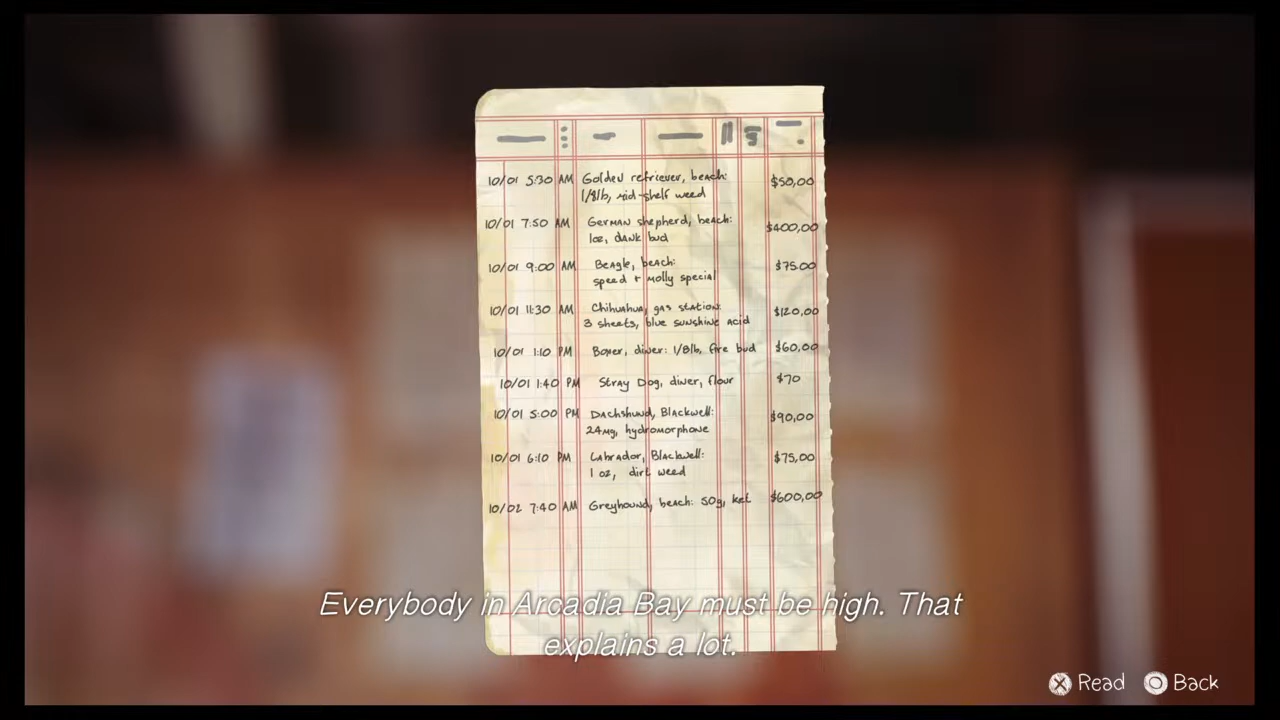 10/01 5:30 AM Golden retriever, beach: $50,00
1/8lb, mid-shelf weed
10/01 7:50 AM German shepherd, beach: $400,00
1oz, dank bud
10/01 9:00 AM Beagle, beach: $75.00
speed + molly special
10/01 11:30 AM Chihuahua, gas station: $120,00
3 sheets, blue sunshine acid
10/01 1:10 PM Boxer, diner: 1/8lb, fire bud $60,00
10/01 1:40 PM Stray Dog, diner, flour $70
10/01 5:00 PM Dachshund, Blackwell: $90,00
24mg, hydromorphone
10/01 6:10 PM Labrador, Blackwell: $75,00
1 oz, dirt weed
10/02 7:40 AM Greyhound, beach: 50g, ket $600,00
Everybody in Arcadia Bay must be high. That
explains a lot.
Read Back